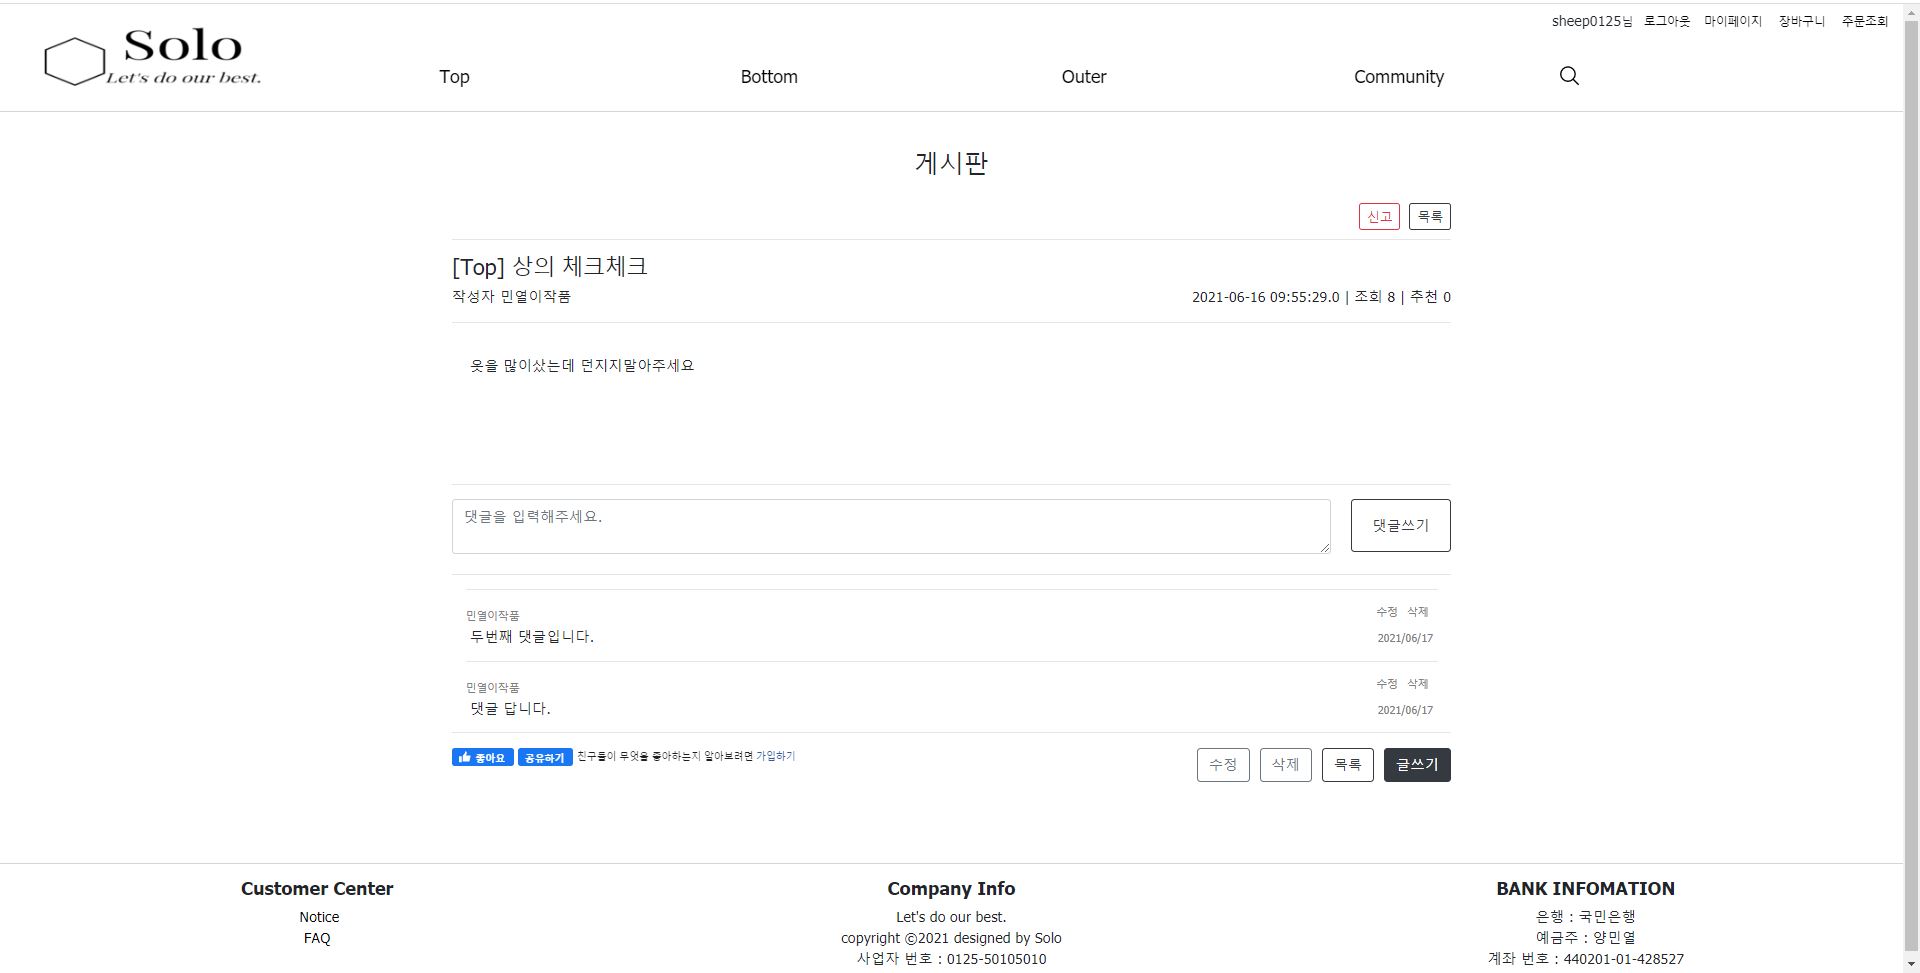 sheep0125님 로그아웃 마이페이지 장바구니 주문조회
Solo
Let's do our best.
Top Bottom Outer Community
게시판
신고 목록
[Top] 상의 체크체크
작성자 민열이작품 2021-06-16 09:55:29.0 | 조회 8 | 추천 0
옷을 많이샀는데 던지지말아주세요
댓글을 입력해주세요.
댓글쓰기
민열이작품 수정 삭제
두번째 댓글입니다. 2021/06/17
민열이작품 수정 삭제
댓글 답니다. 2021/06/17
좋아요 공유하기 친구들이 무엇을 좋아하는지 알아보려면 가입하기
수정 삭제 목록 글쓰기
Customer Center
Notice
FAQ
Company Info
Let's do our best.
copyright ©2021 designed by Solo
사업자 번호 : 0125-50105010
BANK INFOMATION
은행 : 국민은행
예금주 : 양민열
계좌 번호 : 440201-01-428527